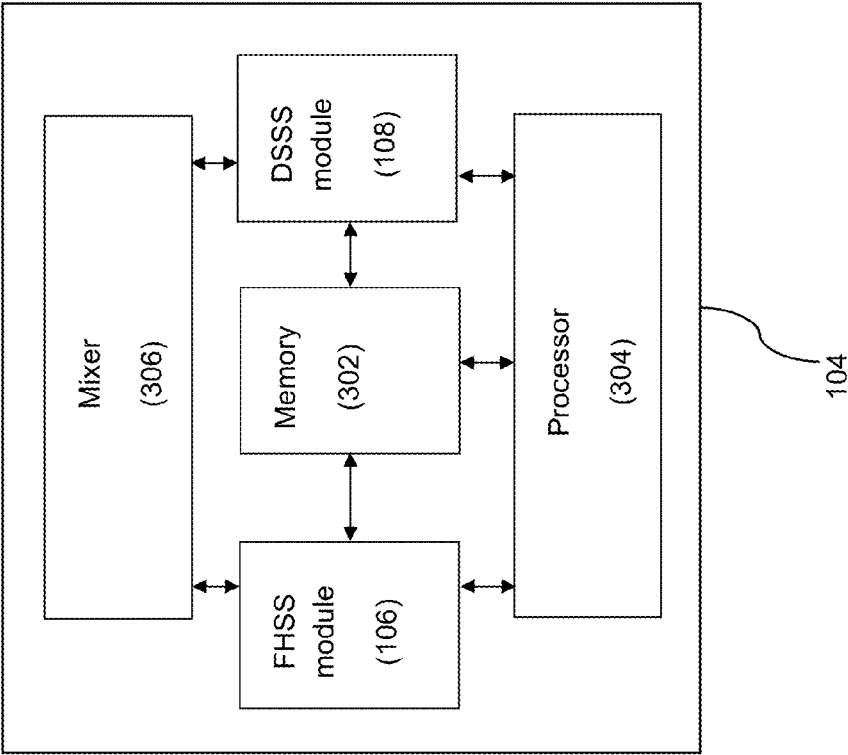 Mixer
(306)
FHSS
module
(106)
Memory
(302)
DSSS
module
(108)
Processor
(304)
104